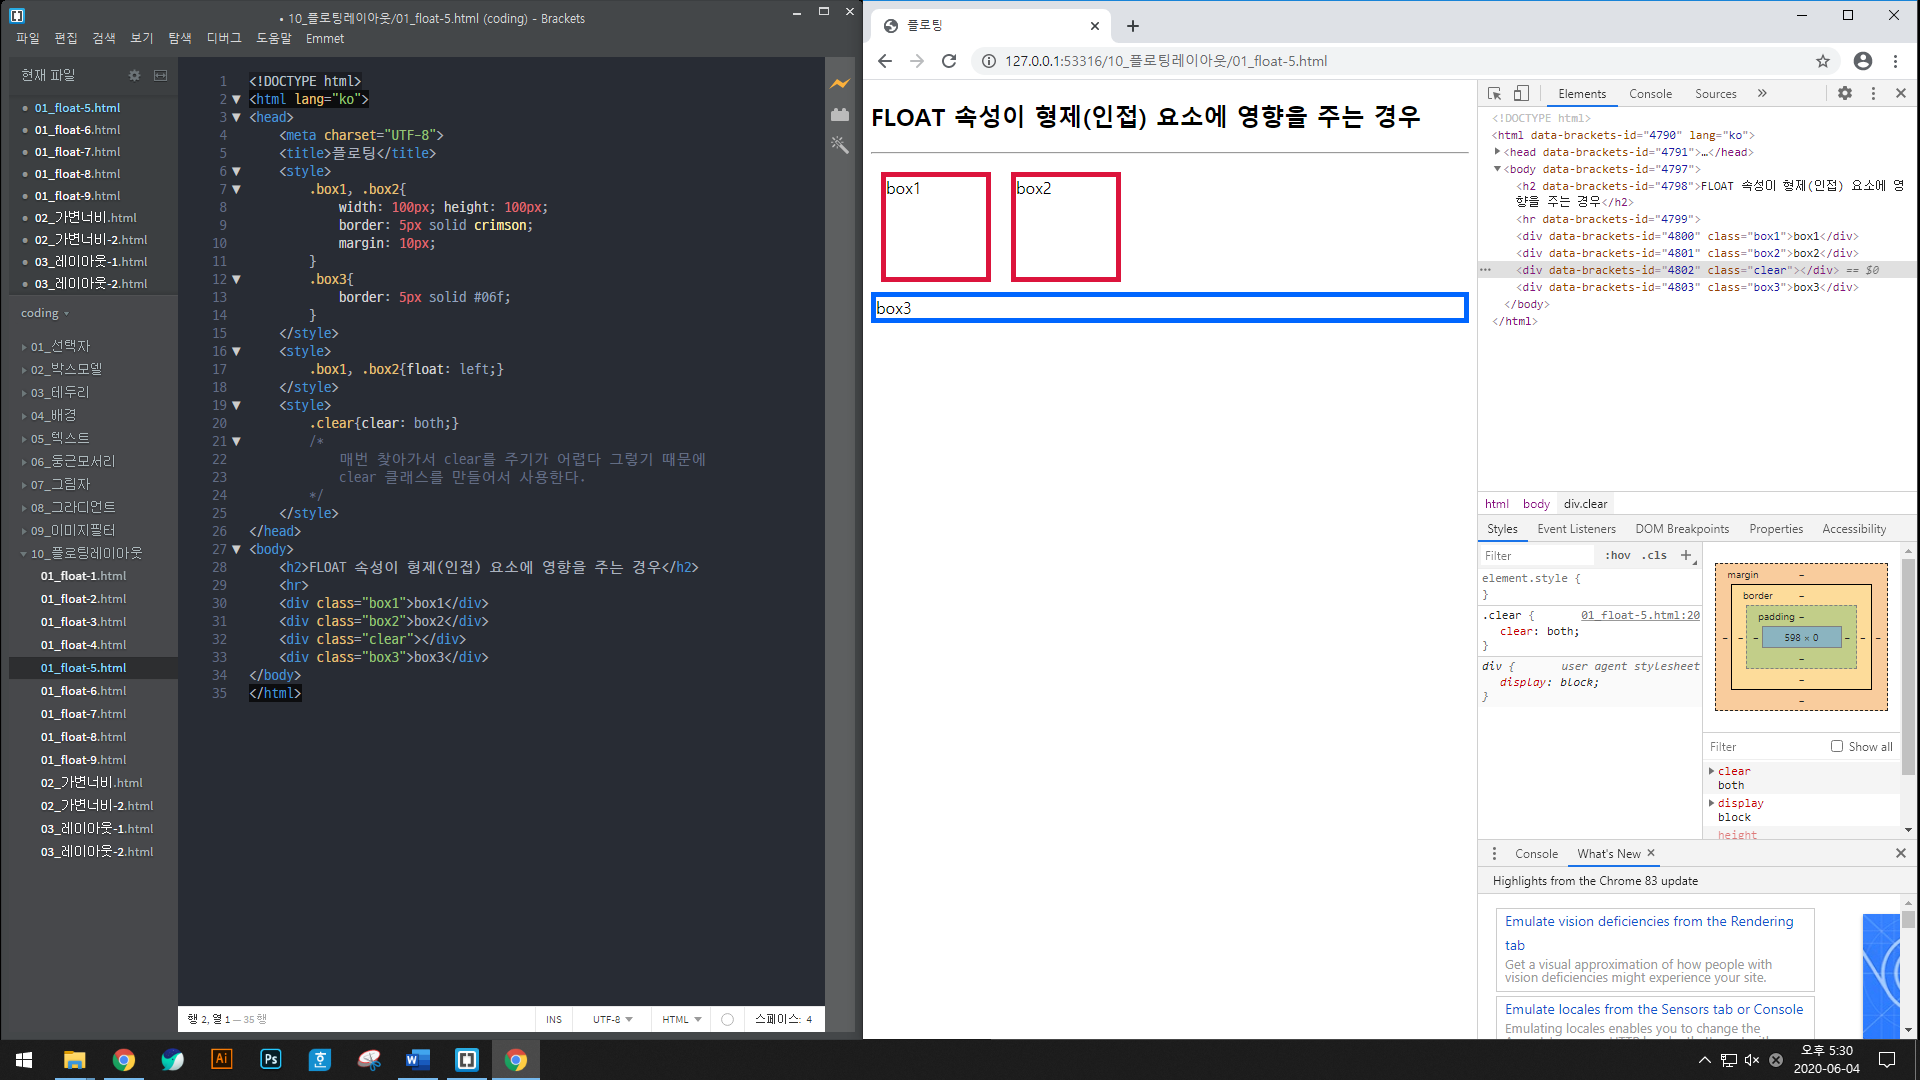 • 10_플로팅레이아웃/01_float-5.html (coding) - Brackets
파일 편집 검색 보기 탐색 디버그 도움말 Emmet
현재 파일
01_float-5.html
01_float-6.html
01_float-7.html
01_float-8.html
01_float-9.html
02_가변너비.html
02_가변너비-2.html
03_레이아웃-1.html
03_레이아웃-2.html
coding
01_선택자
02_박스모델
03_테두리
04_배경
05_텍스트
06_둥근모서리
07_그림자
08_그라디언트
09_이미지필터
10_플로팅레이아웃
01_float-1.html
01_float-2.html
01_float-3.html
01_float-4.html
01_float-5.html
01_float-6.html
01_float-7.html
01_float-8.html
01_float-9.html
02_가변너비.html
02_가변너비-2.html
03_레이아웃-1.html
03_레이아웃-2.html
1 <!DOCTYPE html>
2 <html lang="ko">
3 <head>
4 <meta charset="UTF-8">
5 <title>플로팅</title>
6 <style>
7 .box1, .box2{
8 width: 100px; height: 100px;
9 border: 5px solid crimson;
10 margin: 10px;
11 }
12 .box3{
13 border: 5px solid #06f;
14 }
15 </style>
16 <style>
17 .box1, .box2{float: left;}
18 </style>
19 <style>
20 .clear{clear: both;}
21 /*
22 매번 찾아가서 clear를 주기가 어렵다 그렇기 때문에
23 clear 클래스를 만들어서 사용한다.
24 */
25 </style>
26 </head>
27 <body>
28 <h2>FLOAT 속성이 형제(인접) 요소에 영향을 주는 경우</h2>
29 <hr>
30 <div class="box1">box1</div>
31 <div class="box2">box2</div>
32 <div class="clear"></div>
33 <div class="box3">box3</div>
34 </body>
35 </html>
행 2, 열 1 — 35 행
INS UTF-8 HTML 스페이스: 4
플로팅
127.0.0.1:53316/10_플로팅레이아웃/01_float-5.html
FLOAT 속성이 형제(인접) 요소에 영향을 주는 경우
box1 box2
box3
Elements Console Sources »
<!DOCTYPE html>
<html data-brackets-id="4790" lang="ko">
<head data-brackets-id="4791">…</head>
<body data-brackets-id="4797">
<h2 data-brackets-id="4798">FLOAT 속성이 형제(인접) 요소에 영
향을 주는 경우</h2>
<hr data-brackets-id="4799">
<div data-brackets-id="4800" class="box1">box1</div>
<div data-brackets-id="4801" class="box2">box2</div>
<div data-brackets-id="4802" class="clear"></div> == $0
<div data-brackets-id="4803" class="box3">box3</div>
</body>
</html>
html body div.clear
Styles Event Listeners DOM Breakpoints Properties Accessibility
Filter :hov .cls +
element.style {
}
.clear { 01_float-5.html:20
clear: both;
}
div { user agent stylesheet
display: block;
}
margin –
border –
padding –
– – – 598 × 0 – – –
–
–
–
Filter Show all
clear
both
display
block
height
Console What's New
Highlights from the Chrome 83 update
Emulate vision deficiencies from the Rendering
tab
Get a visual approximation of how people with
vision deficiencies might experience your site.
Emulate locales from the Sensors tab or Console
Emulating locales enables you to change the
Ai Ps 흐
오후 5:30
2020-06-04